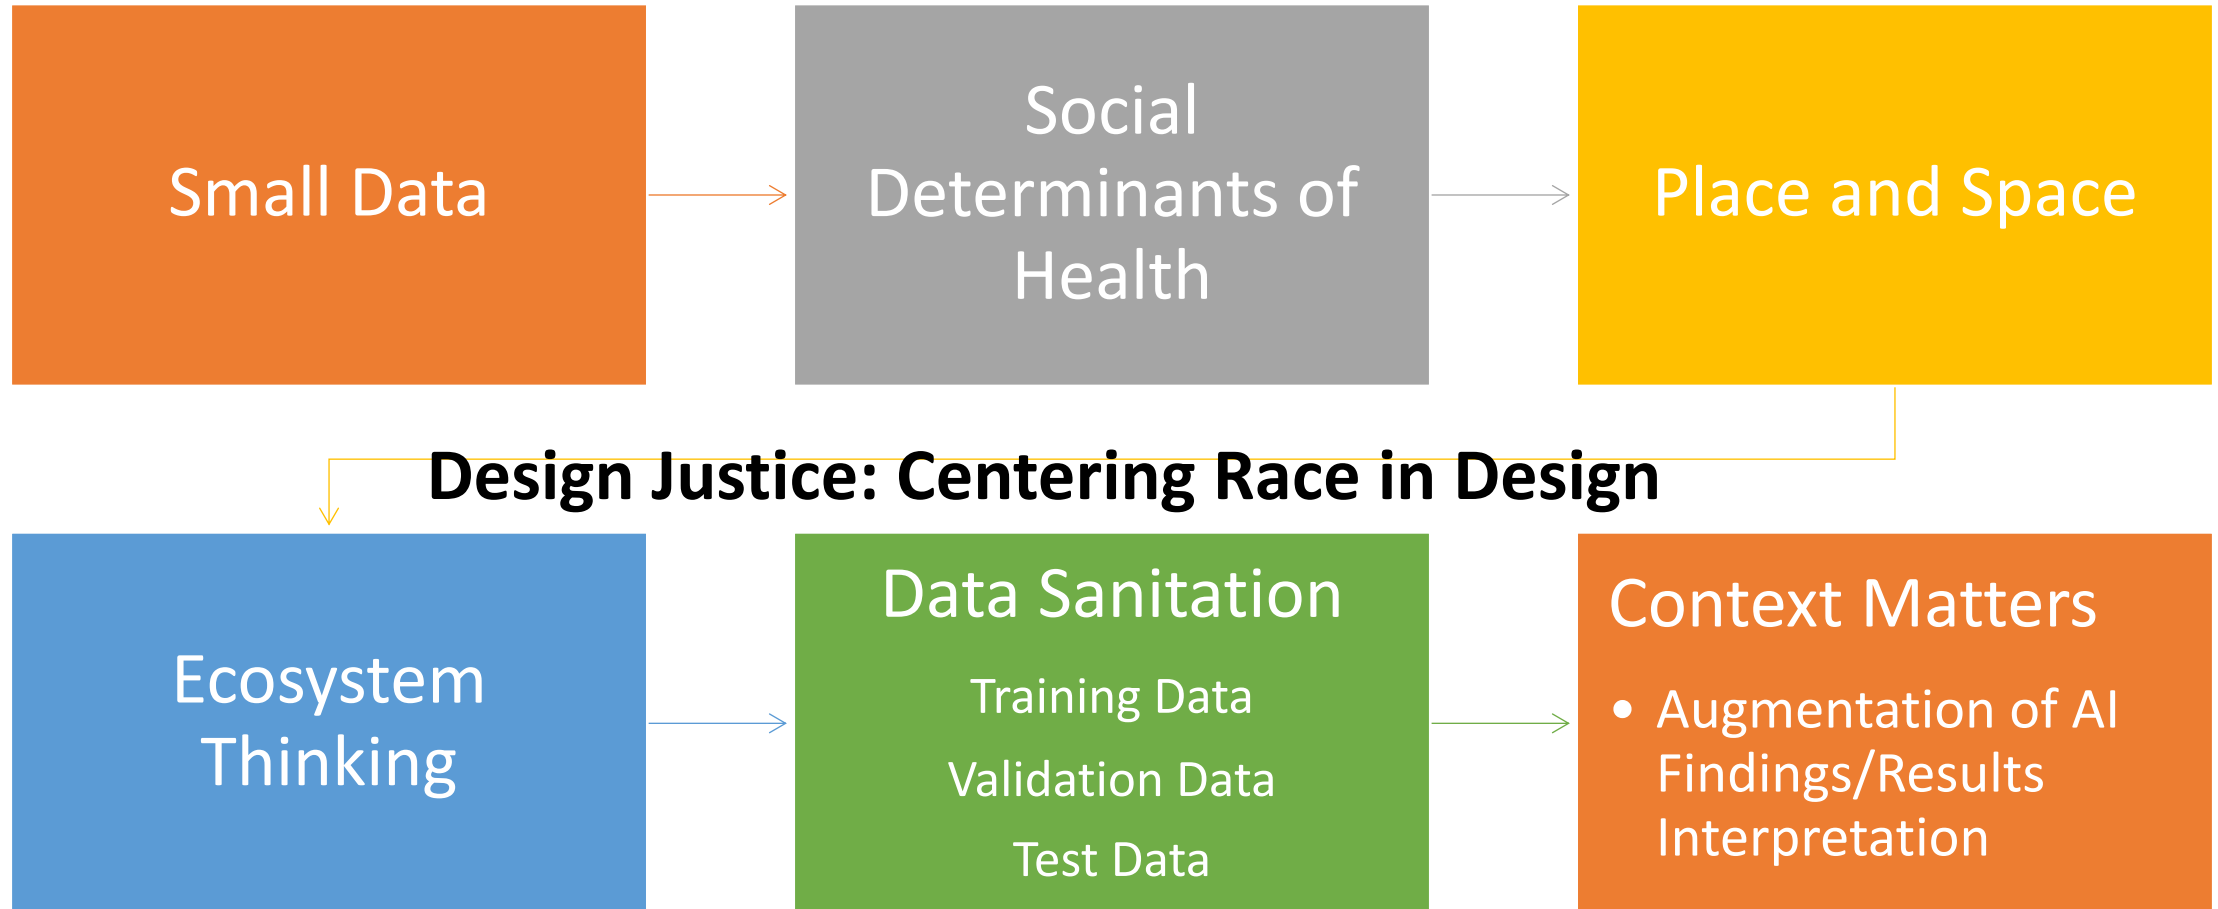 Small Data
Social
Determinants of
Health
Place and Space
Design Justice: Centering Race in Design
Ecosystem
Thinking
Data Sanitation
Training Data
Validation Data
Test Data
Context Matters
• Augmentation of AI
Findings/Results
Interpretation